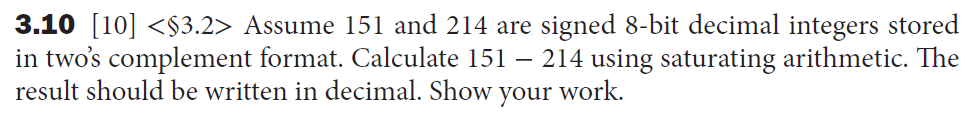 3.10 [10] <§3.2> Assume 151 and 214 are signed 8-bit decimal integers stored
in two’s complement format. Calculate 151 − 214 using saturating arithmetic. The
result should be written in decimal. Show your work.